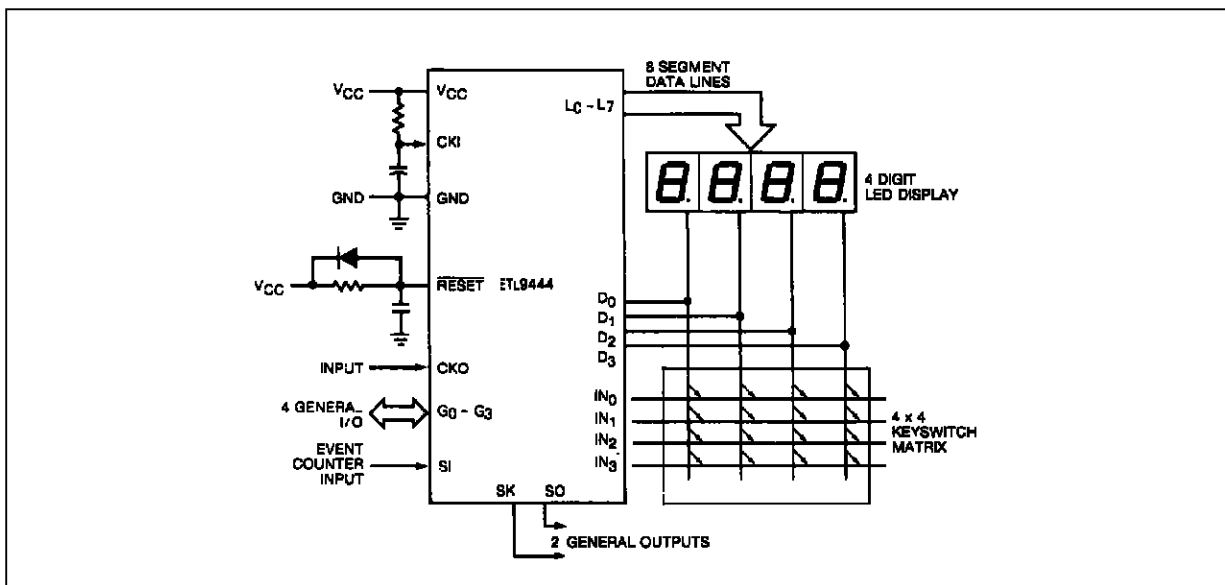 8 SEGMENT
DATA LINES
VCC
VCC
L0 – L7
CKI
GND
GND
4 DIGIT
LED DISPLAY
VCC
RESET
ETL9444
D0
D1
D2
D3
INPUT
CKO
IN0
IN1
IN2
IN3
4 GENERAL
I/O
G0 – G3
4 x 4
KEYSWITCH
MATRIX
EVENT
COUNTER
INPUT
SI
SK
SO
2 GENERAL OUTPUTS